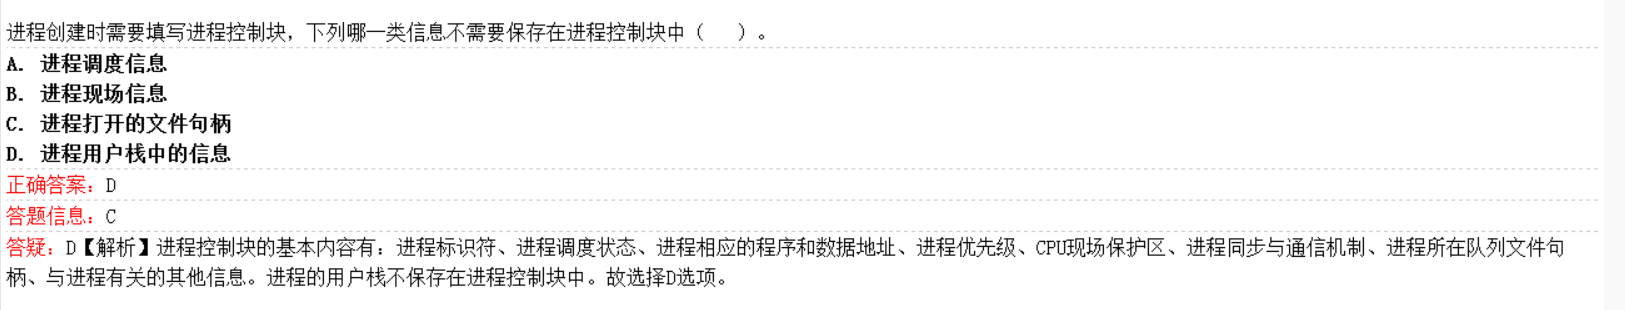 进程创建时需要填写进程控制块，下列哪一类信息不需要保存在进程控制块中（　　）。
A. 进程调度信息
B. 进程现场信息
C. 进程打开的文件句柄
D. 进程用户栈中的信息
正确答案：D
答题信息：C
答疑：D【解析】进程控制块的基本内容有：进程标识符、进程调度状态、进程相应的程序和数据地址、进程优先级、CPU现场保护区、进程同步与通信机制、进程所在队列文件句
柄、与进程有关的其他信息。进程的用户栈不保存在进程控制块中。故选择D选项。